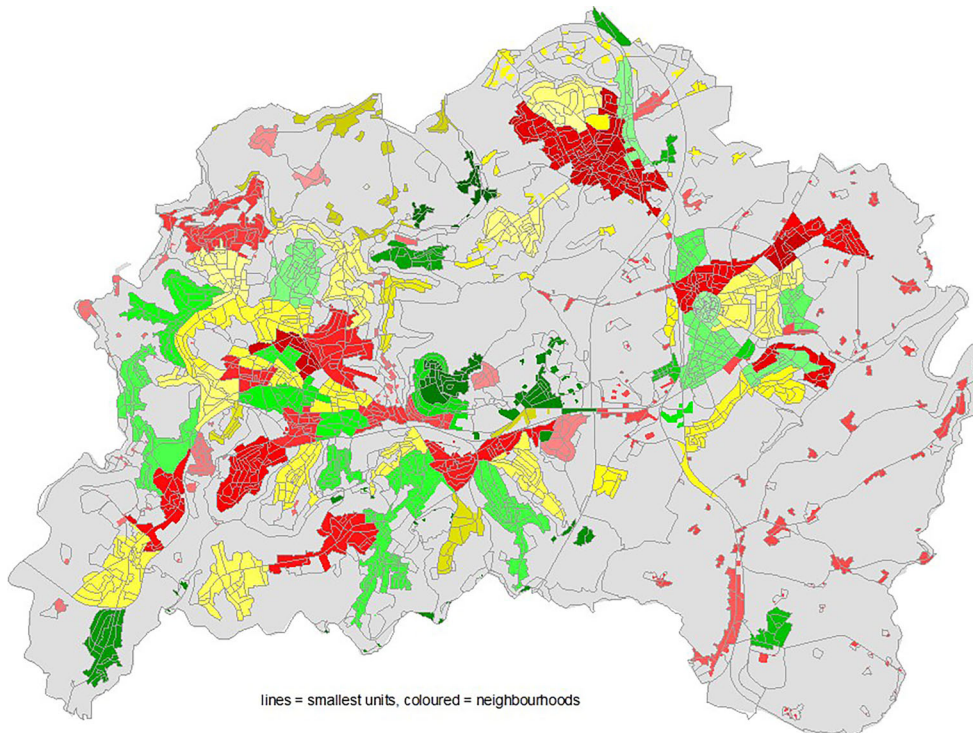 lines = smallest units, coloured = neighbourhoods